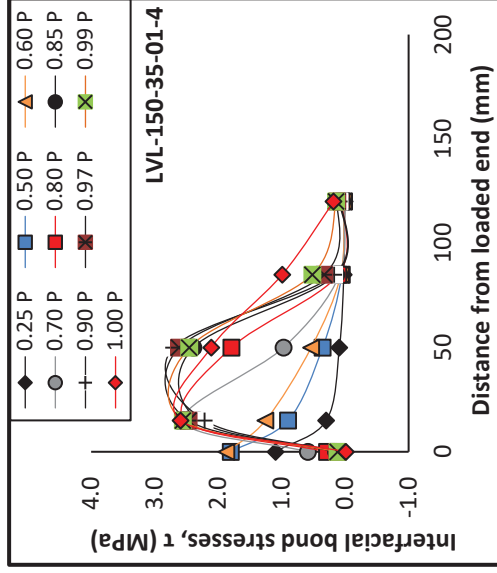 0.25 P
0.50 P
0.60 P
0.70 P
0.80 P
0.85 P
0.90 P
0.97 P
0.99 P
1.00 P
LVL-150-35-01-4
4.0
3.0
2.0
1.0
0.0
-1.0
Interfacial bond stresses, τ (MPa)
0
50
100
150
200
Distance from loaded end (mm)